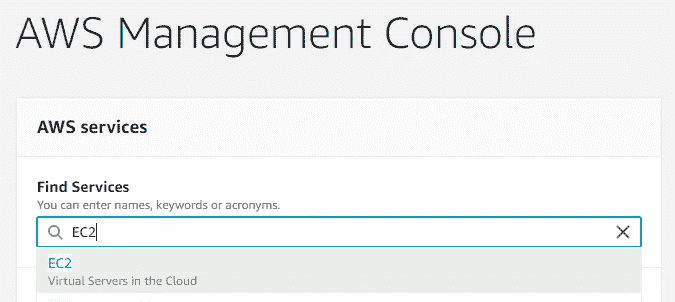 AWS Management Console
AWS services
Find Services
You can enter names, keywords or acronyms.
EC2
EC2
Virtual Servers in the Cloud